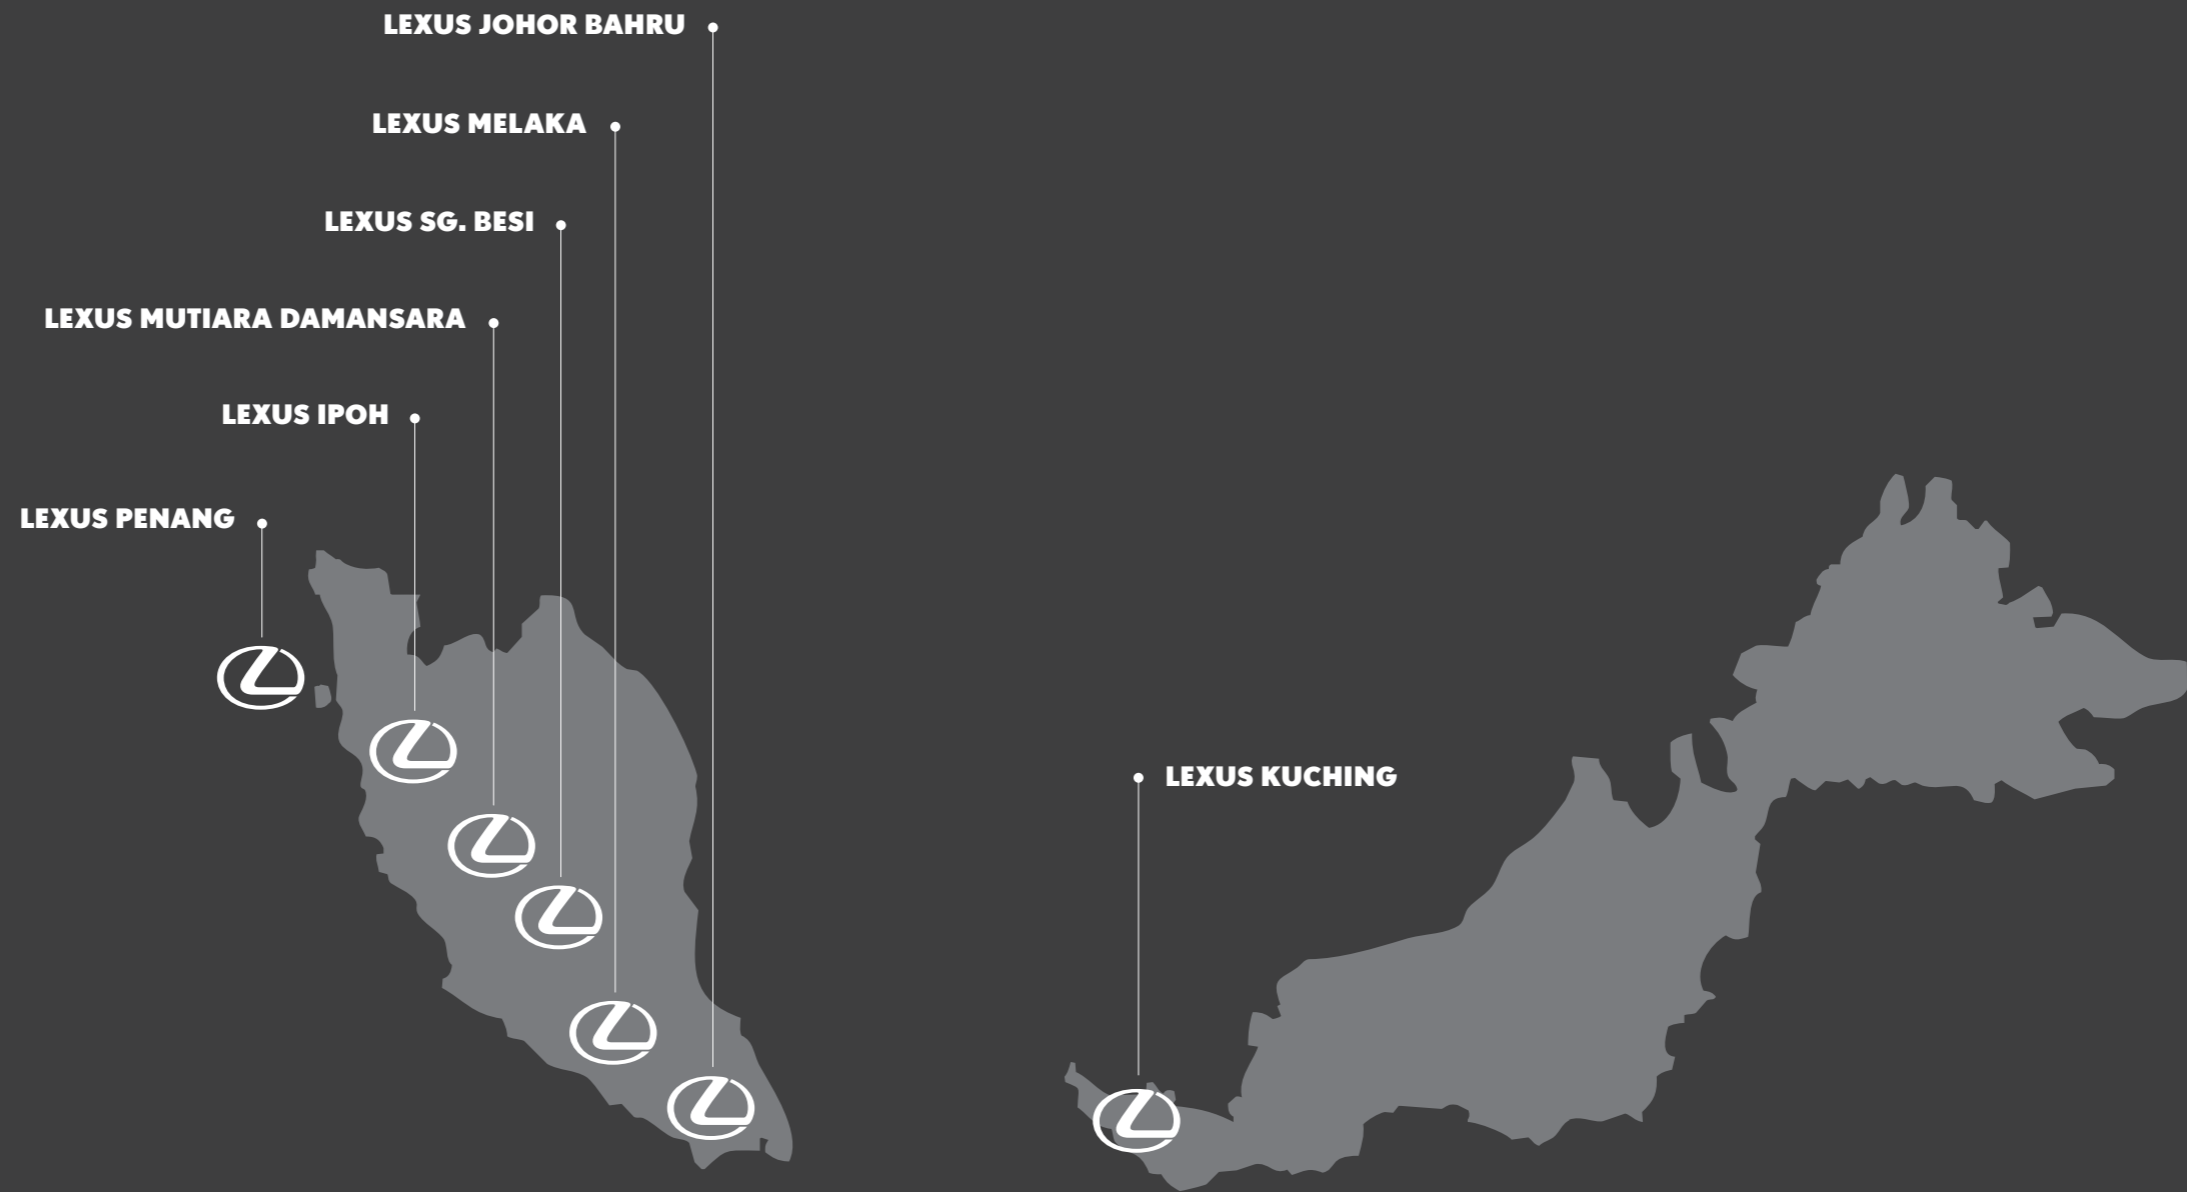 LEXUS JOHOR BAHRU
LEXUS MELAKA
LEXUS SG. BESI
LEXUS MUTIARA DAMANSARA
LEXUS IPOH
LEXUS PENANG
LEXUS KUCHING